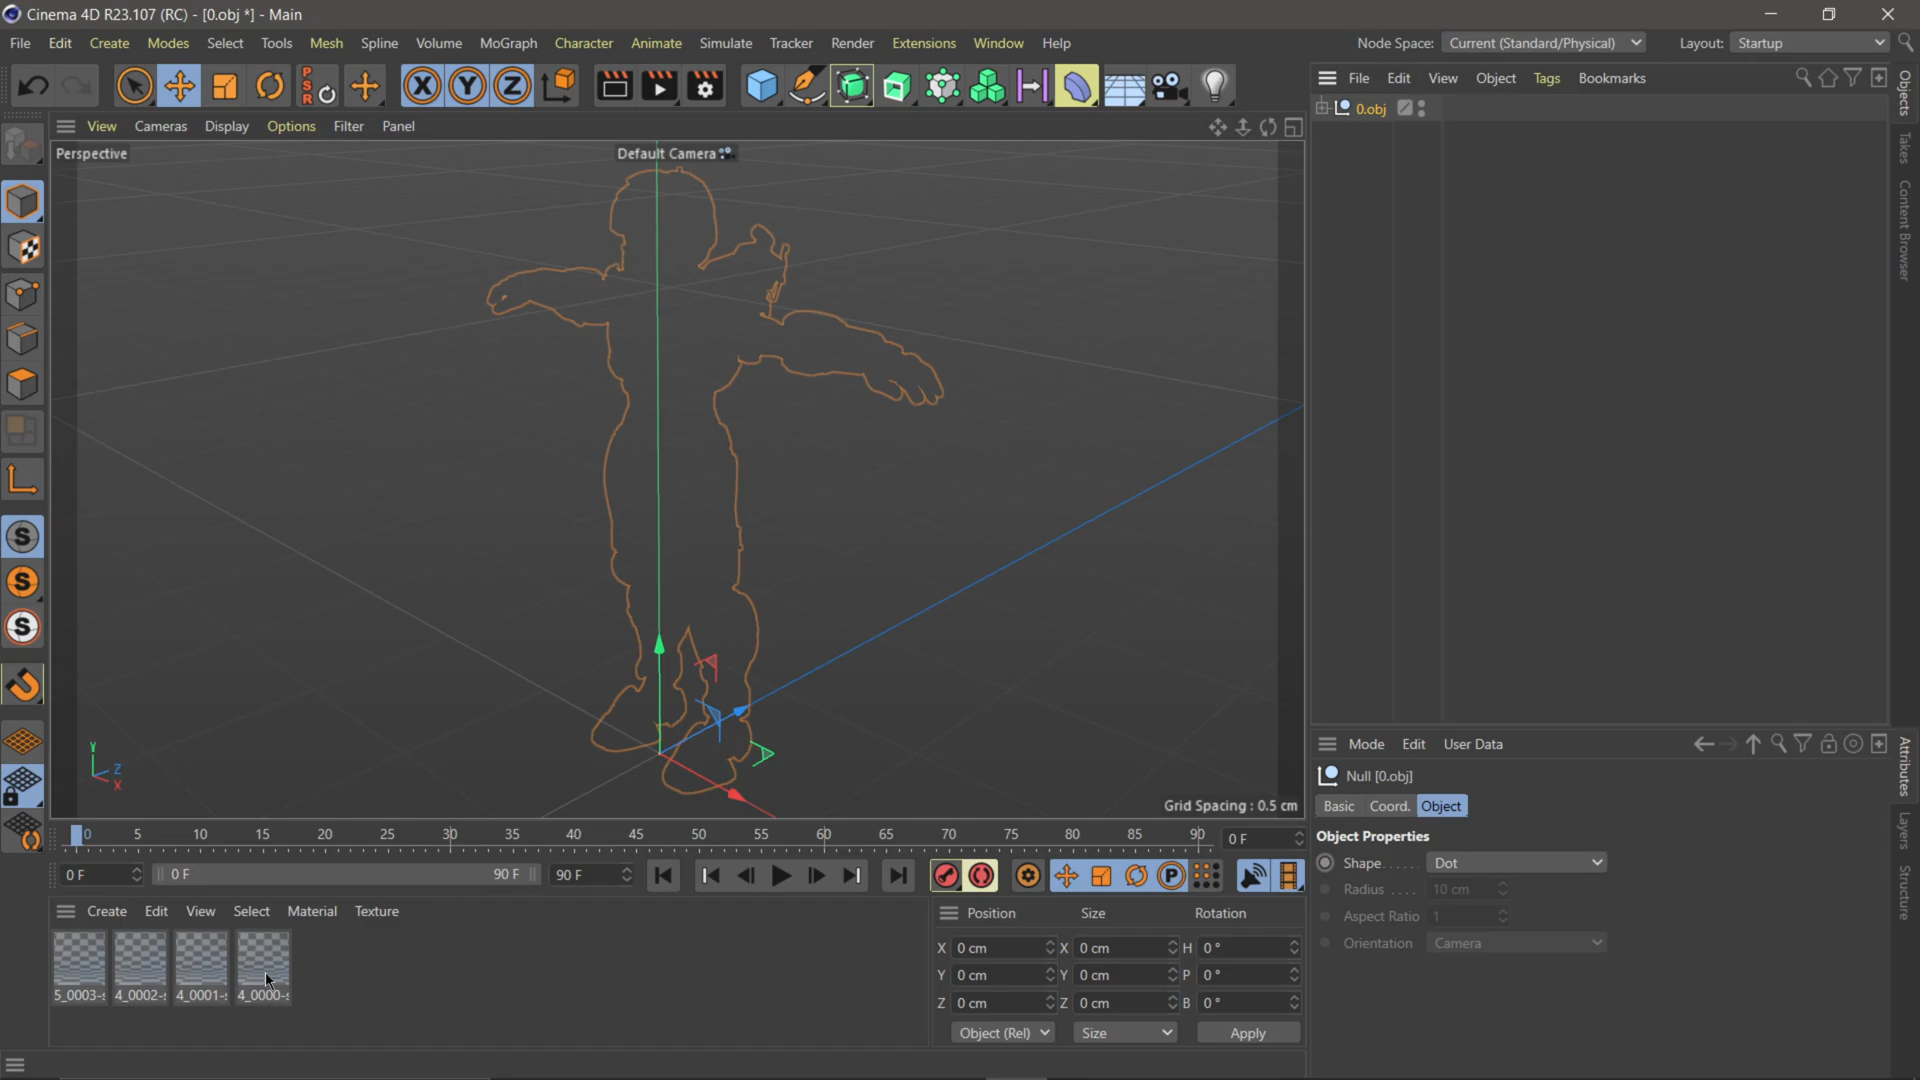 Cinema 4D R23.107 (RC) - [0.obj *] - Main
File Edit Create Modes Select Tools Mesh Spline Volume MoGraph Character Animate Simulate Tracker Render Extensions Window Help
Node Space: Current (Standard/Physical) Layout: Startup
X Y Z
PSR
File Edit View Object Tags Bookmarks
0.obj
Objects
Takes
Content Browser
View Cameras Display Options Filter Panel
Perspective
Default Camera
S
S
S
Y
Z
X
Grid Spacing : 0.5 cm
0 5 10 15 20 25 30 35 40 45 50 55 60 65 70 75 80 85 90 0 F
0 F 0 F 90 F 90 F
P
Create Edit View Select Material Texture
5_0003-s 4_0002-s 4_0001-s 4_0000-s
Position Size Rotation
X 0 cm X 0 cm H 0 °
Y 0 cm Y 0 cm P 0 °
Z 0 cm Z 0 cm B 0 °
Object (Rel) Size Apply
Mode Edit User Data
Null [0.obj]
Basic Coord. Object
Object Properties
Shape...... Dot
Radius .... 10 cm
Aspect Ratio 1
Orientation Camera
Attributes
Layers
Structure